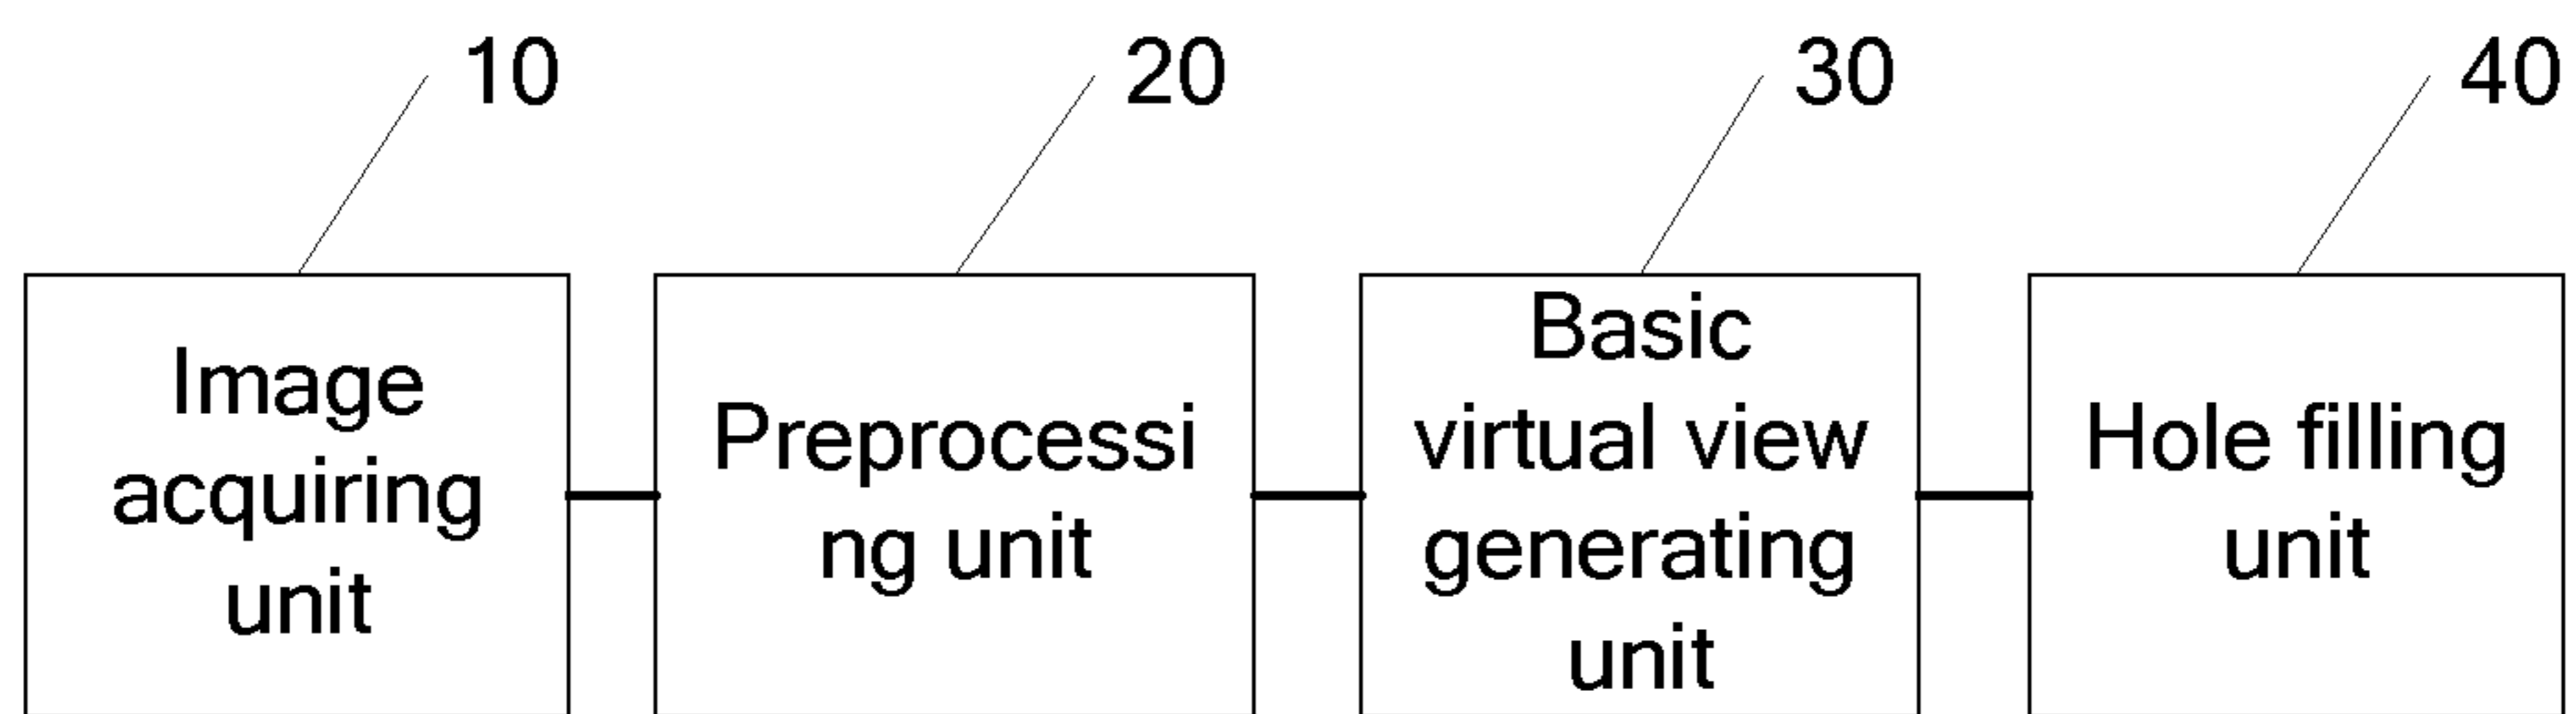 10
20
30
40
Image
acquiring
unit
Preprocessi
ng unit
Basic
virtual view
generating
unit
Hole filling
unit